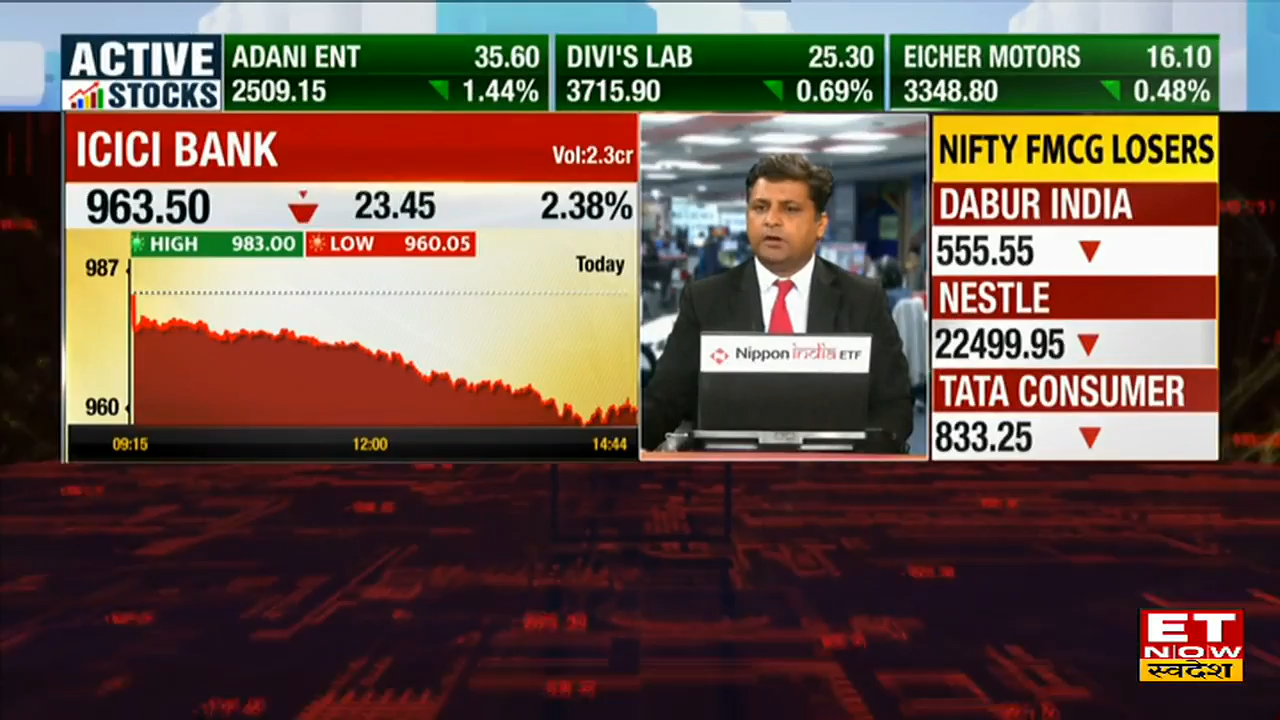 ACTIVE
STOCKS
ADANI ENT 35.60
2509.15 1.44%
DIVI'S LAB 25.30
3715.90 0.69%
EICHER MOTORS 16.10
3348.80 0.48%
ICICI BANK Vol:2.3cr
963.50 23.45 2.38%
HIGH 983.00 LOW 960.05
Today
987
960
09:15 12:00 14:44
Nippon india ETF
NIFTY FMCG LOSERS
DABUR INDIA
555.55
NESTLE
22499.95
TATA CONSUMER
833.25
ET
NOW
स्वदेश